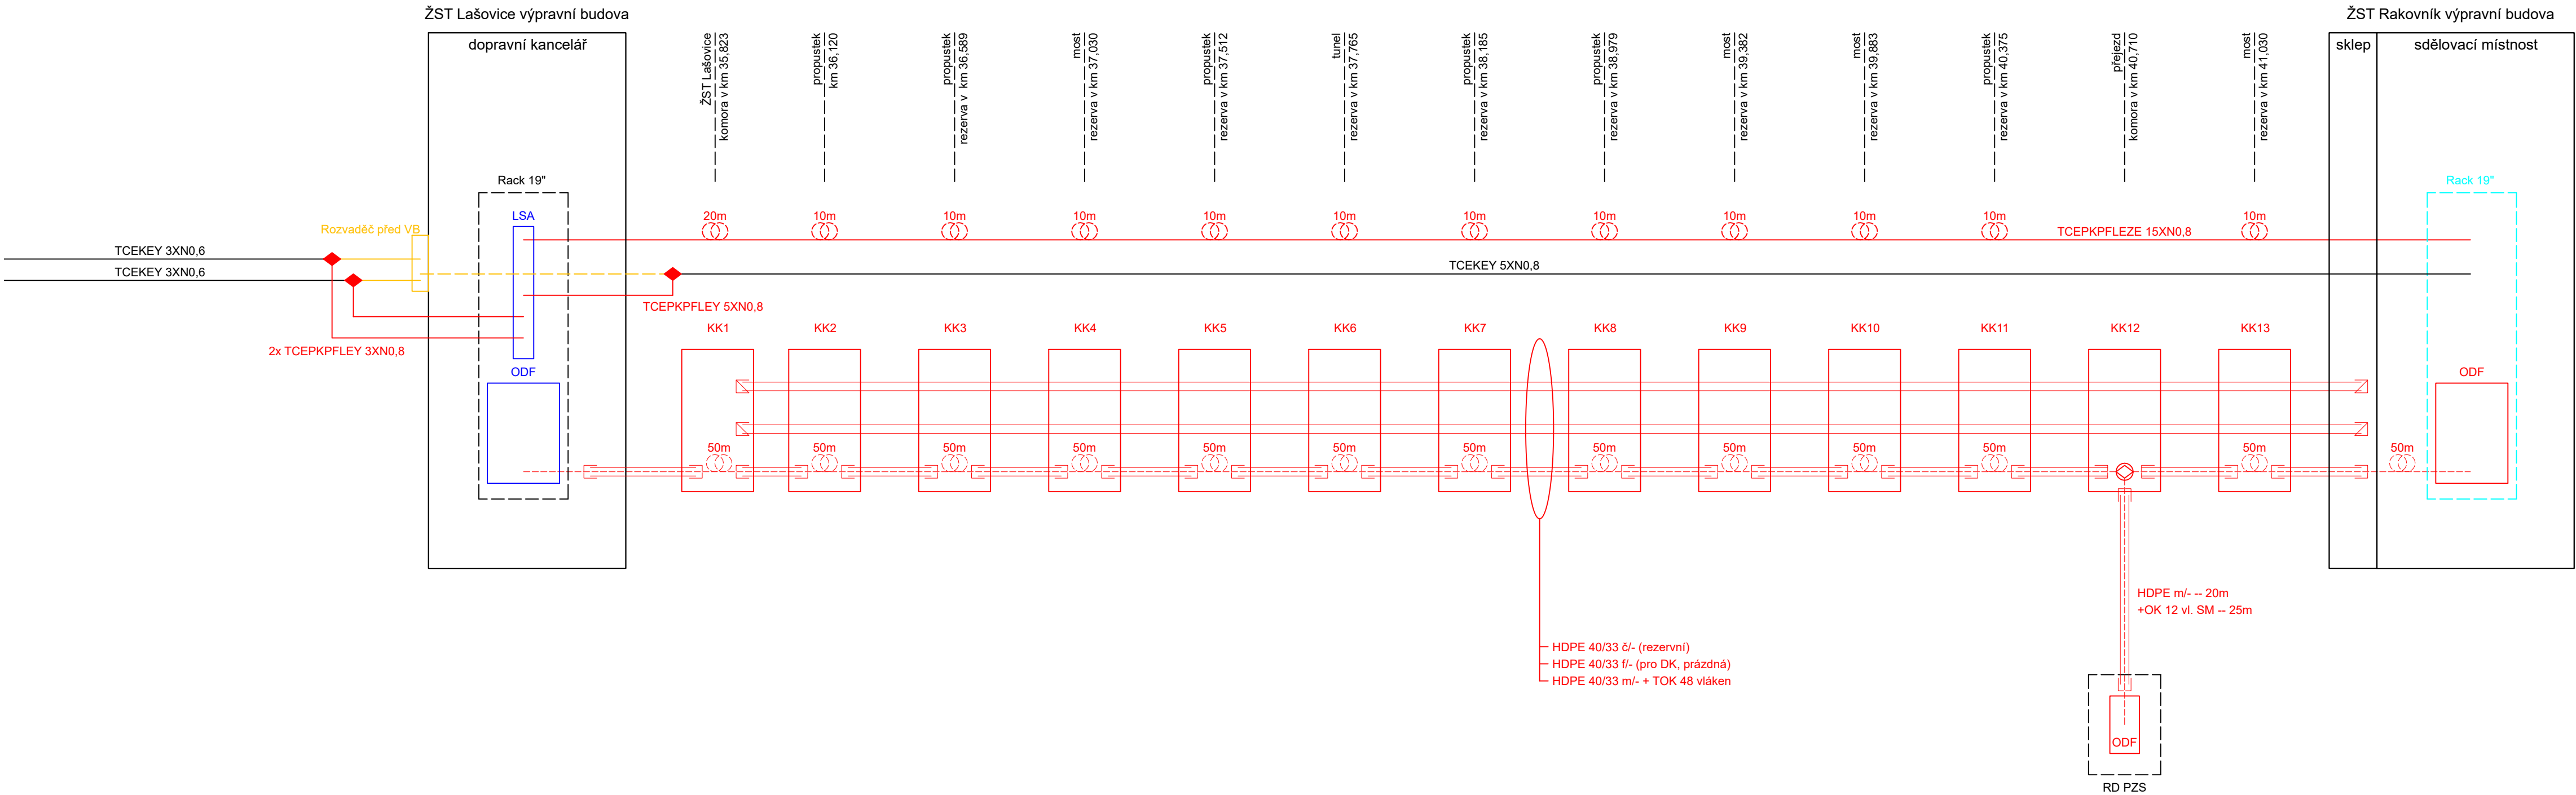 ŽST Lašovice výpravní budova
ŽST Rakovník výpravní budova
dopravní kancelář
sklep
sdělovací místnost
ŽST Lašovice
komora v km 35,823
propustek
km 36,120
propustek
rezerva v km 36,589
most
rezerva v km 37,030
propustek
rezerva v km 37,512
tunel
rezerva v km 37,765
propustek
rezerva v km 38,185
propustek
rezerva v km 38,979
most
rezerva v km 39,382
most
rezerva v km 39,883
propustek
rezerva v km 40,375
přejezd
komora v km 40,710
most
rezerva v km 41,030
Rack 19"
Rack 19"
LSA
20m
10m
10m
10m
10m
10m
10m
10m
10m
10m
10m
10m
Rozvaděč před VB
TCEPKPFLEZE 15XN0,8
TCEKEY 3XN0,6
TCEKEY 3XN0,6
TCEKEY 5XN0,8
TCEPKPFLEY 5XN0,8
KK1
KK2
KK3
KK4
KK5
KK6
KK7
KK8
KK9
KK10
KK11
KK12
KK13
2x TCEPKPFLEY 3XN0,8
ODF
ODF
50m
50m
50m
50m
50m
50m
50m
50m
50m
50m
50m
50m
50m
HDPE m/- -- 20m
+OK 12 vl. SM -- 25m
HDPE 40/33 č/- (rezervní)
HDPE 40/33 f/- (pro DK, prázdná)
HDPE 40/33 m/- + TOK 48 vláken
ODF
RD PZS